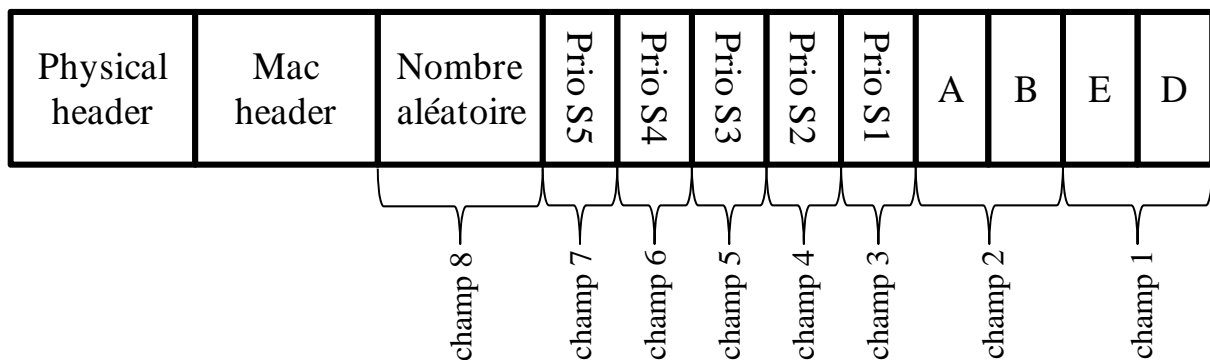 Physical header
Mac header
Nombre aléatoire
Prio S5
Prio S4
Prio S3
Prio S2
Prio S1
A
B
E
D
champ 8
champ 7
champ 6
champ 5
champ 4
champ 3
champ 2
champ 1